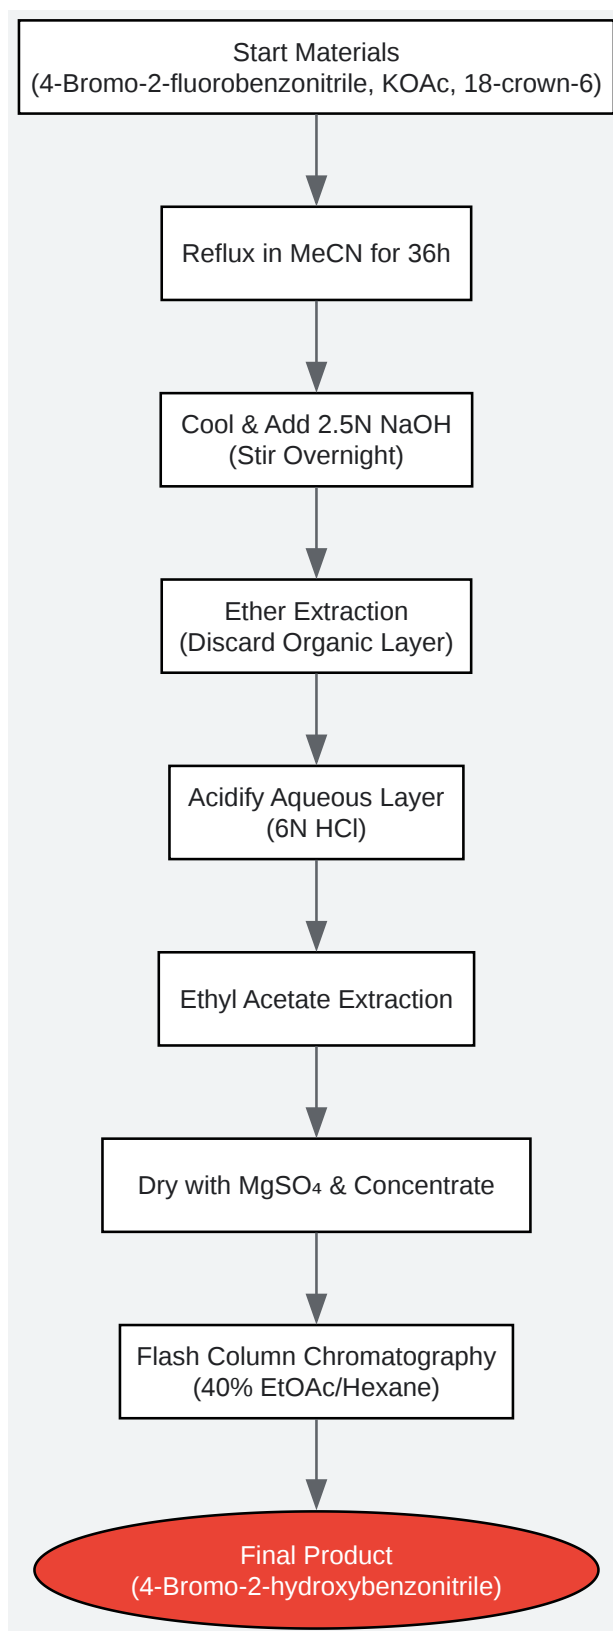 Start Materials
(4-Bromo-2-fluorobenzonitrile, KOAc, 18-crown-6)
Reflux in MeCN for 36h
Cool & Add 2.5N NaOH
(Stir Overnight)
Ether Extraction
(Discard Organic Layer)
Acidify Aqueous Layer
(6N HCl)
Ethyl Acetate Extraction
Dry with MgSO₄ & Concentrate
Flash Column Chromatography
(40% EtOAc/Hexane)
Final Product
(4-Bromo-2-hydroxybenzonitrile)